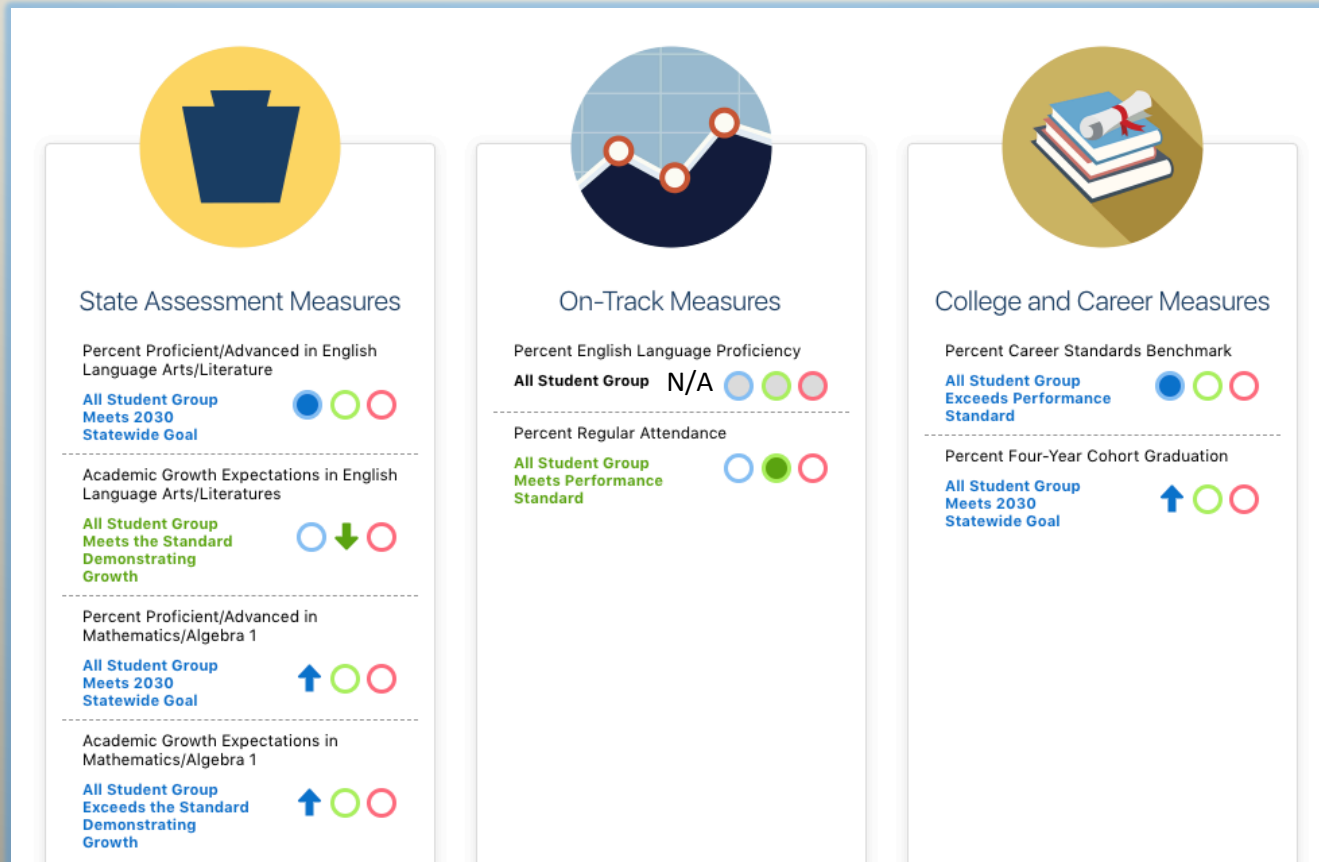 State Assessment Measures
Percent Proficient/Advanced in English
Language Arts/Literature
All Student Group
Meets 2030
Statewide Goal
Academic Growth Expectations in English
Language Arts/Literatures
All Student Group
Meets the Standard
Demonstrating
Growth
Percent Proficient/Advanced in
Mathematics/Algebra 1
All Student Group
Meets 2030
Statewide Goal
Academic Growth Expectations in
Mathematics/Algebra 1
All Student Group
Exceeds the Standard
Demonstrating
Growth
On-Track Measures
Percent English Language Proficiency
All Student Group N/A
Percent Regular Attendance
All Student Group
Meets Performance
Standard
College and Career Measures
Percent Career Standards Benchmark
All Student Group
Exceeds Performance
Standard
Percent Four-Year Cohort Graduation
All Student Group
Meets 2030
Statewide Goal